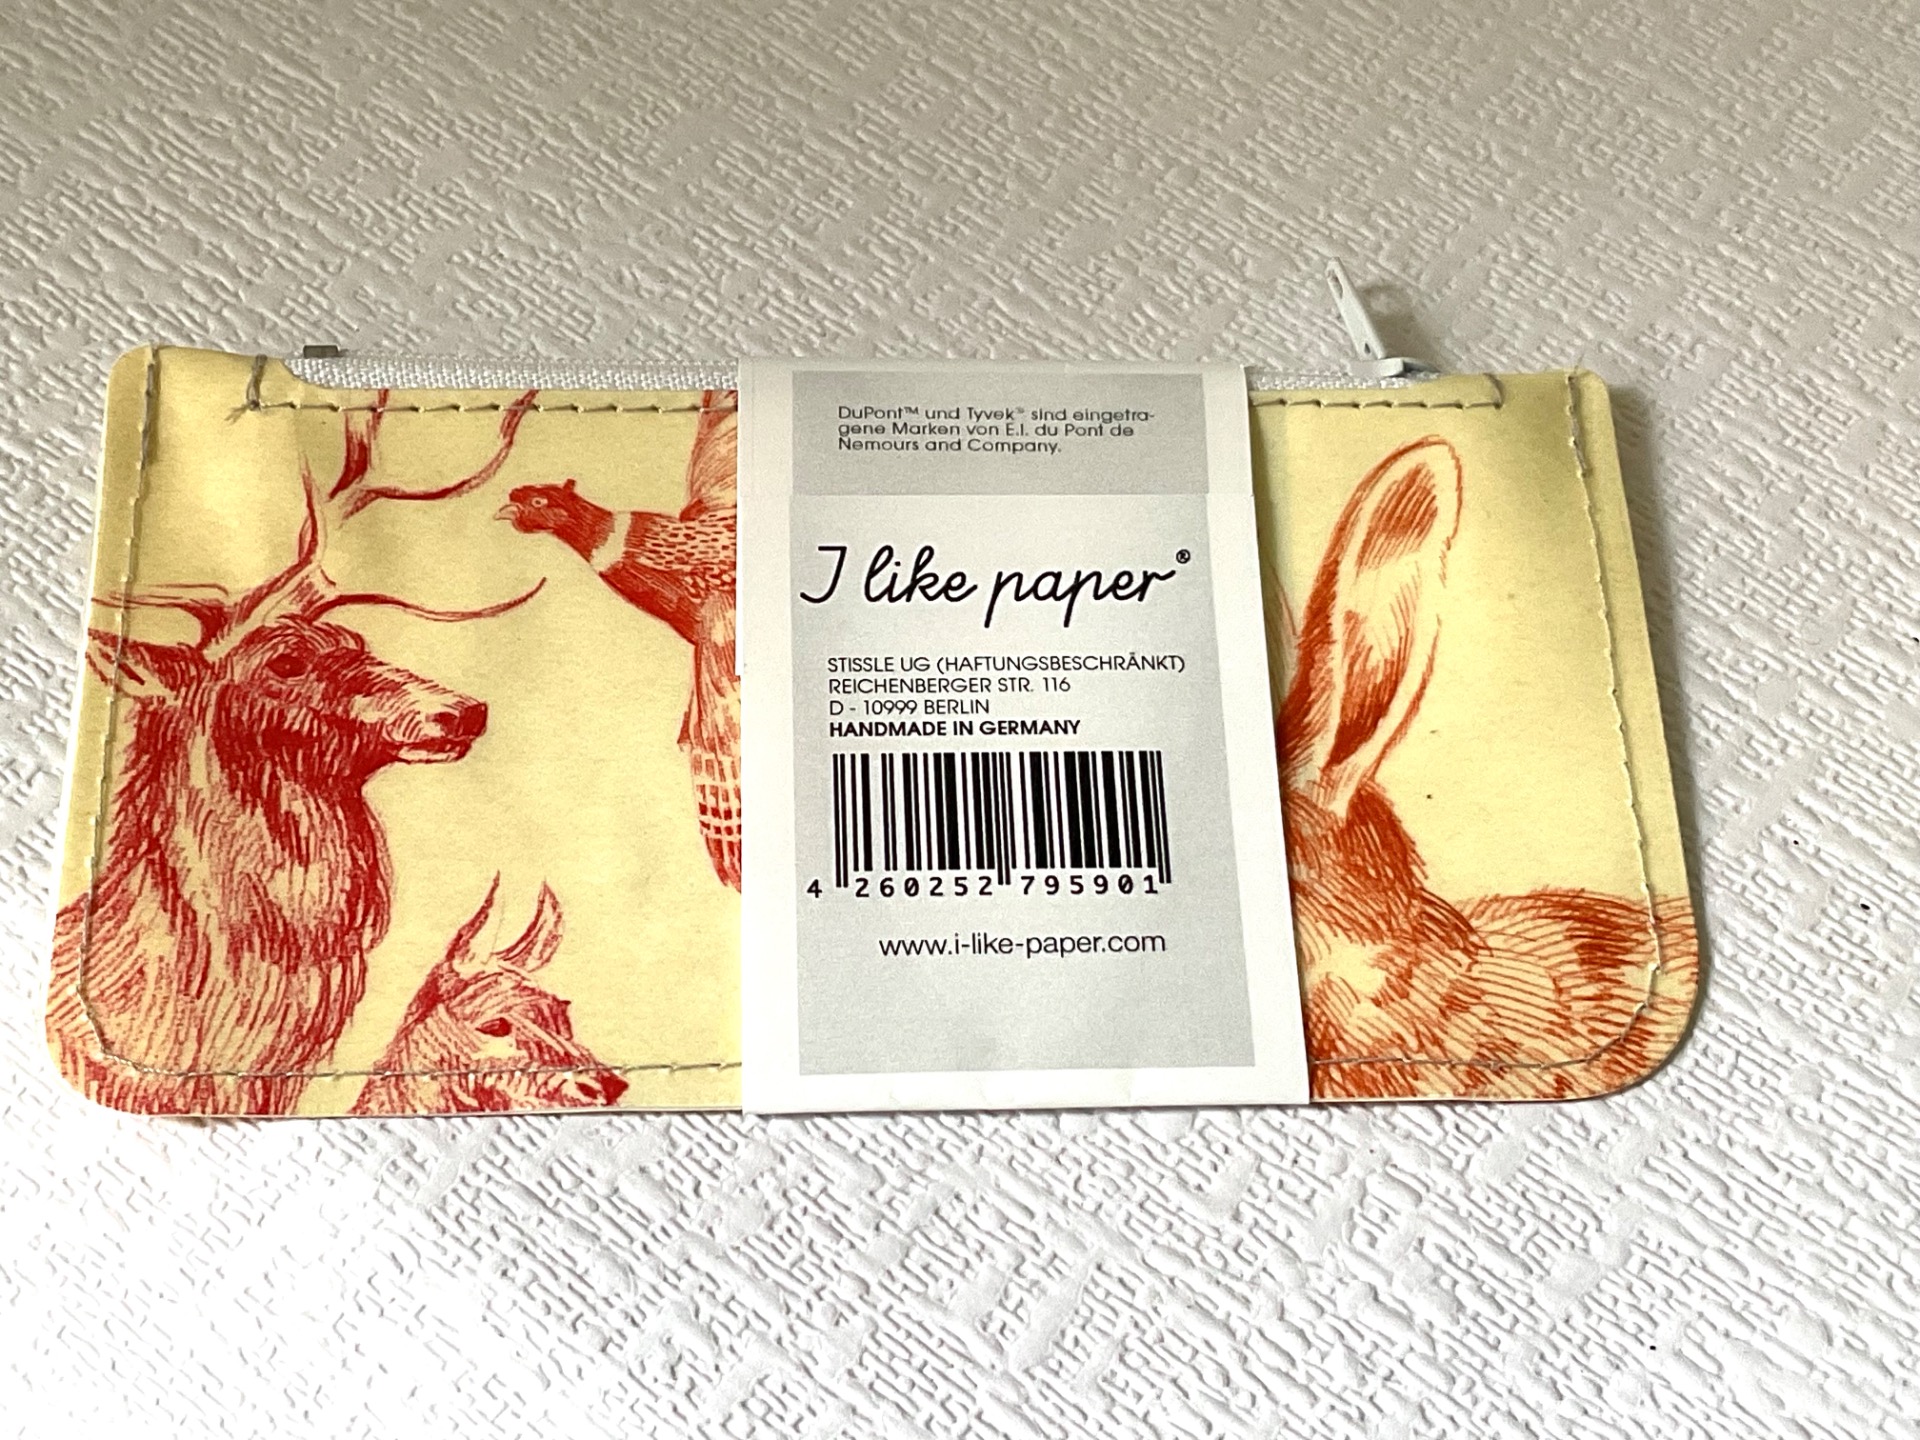 DuPont™ und Tyvek® sind eingetra-
gene Marken von E.I. du Pont de
Nemours and Company.
I like paper®
STISSLE UG (HAFTUNGSBESCHRÄNKT)
REICHENBERGER STR. 116
D - 10999 BERLIN
HANDMADE IN GERMANY
4 260252 795901
www.i-like-paper.com